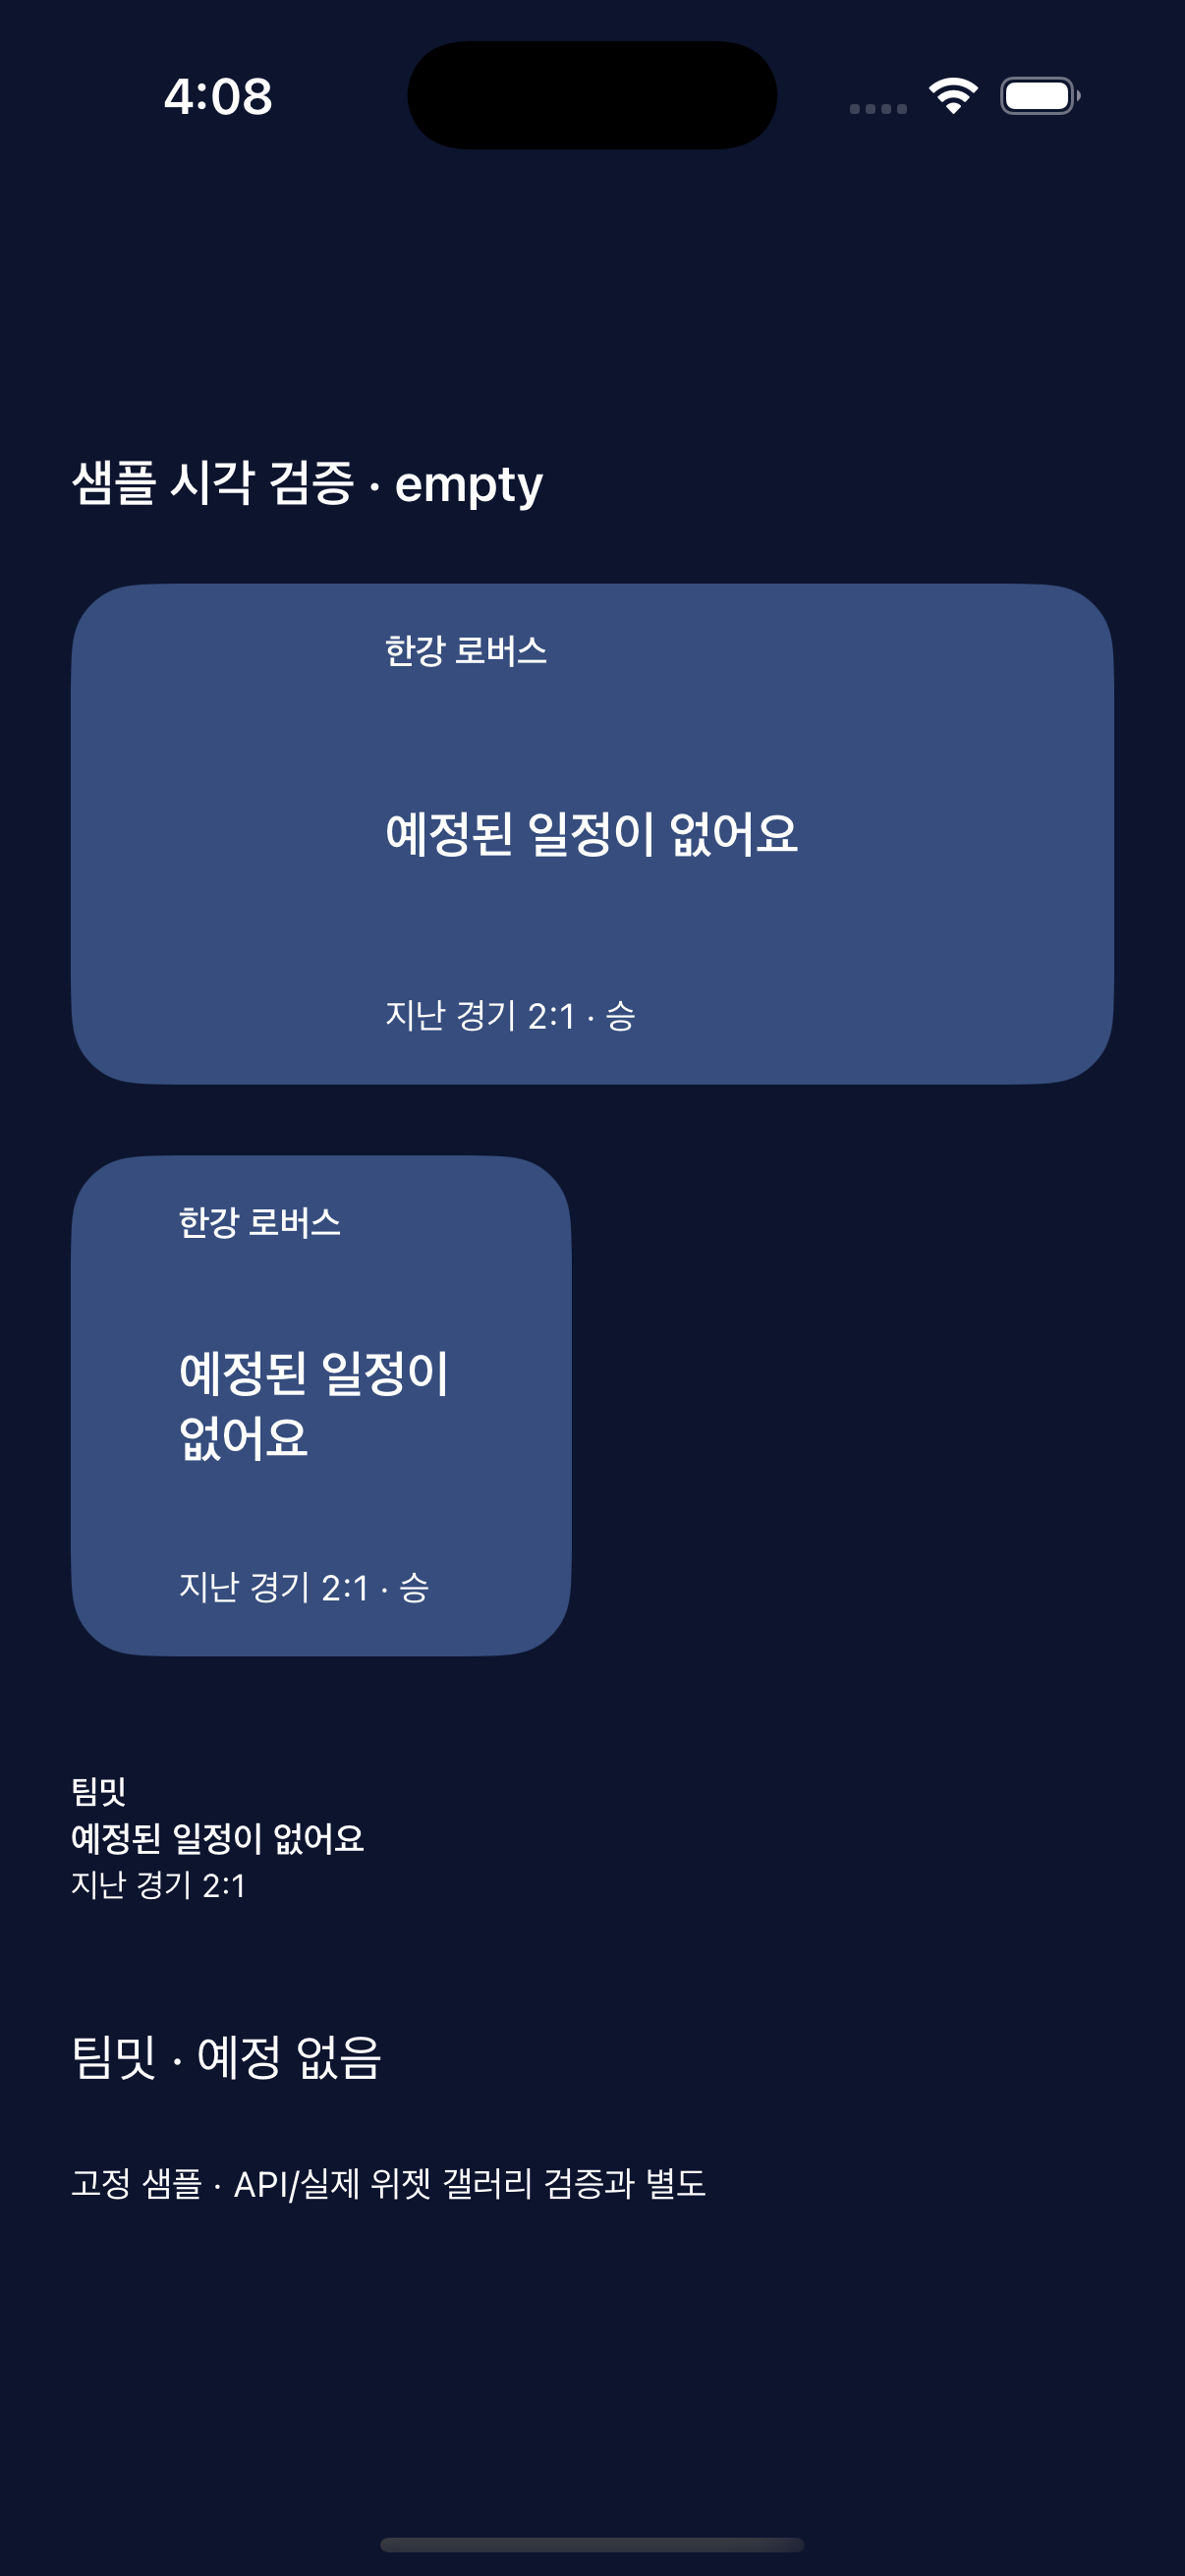 4:08
샘플 시각 검증 · empty
한강 로버스
예정된 일정이 없어요
지난 경기 2:1 · 승
한강 로버스
예정된 일정이
없어요
지난 경기 2:1 · 승
팀밋
예정된 일정이 없어요
지난 경기 2:1
팀밋 · 예정 없음
고정 샘플 · API/실제 위젯 갤러리 검증과 별도